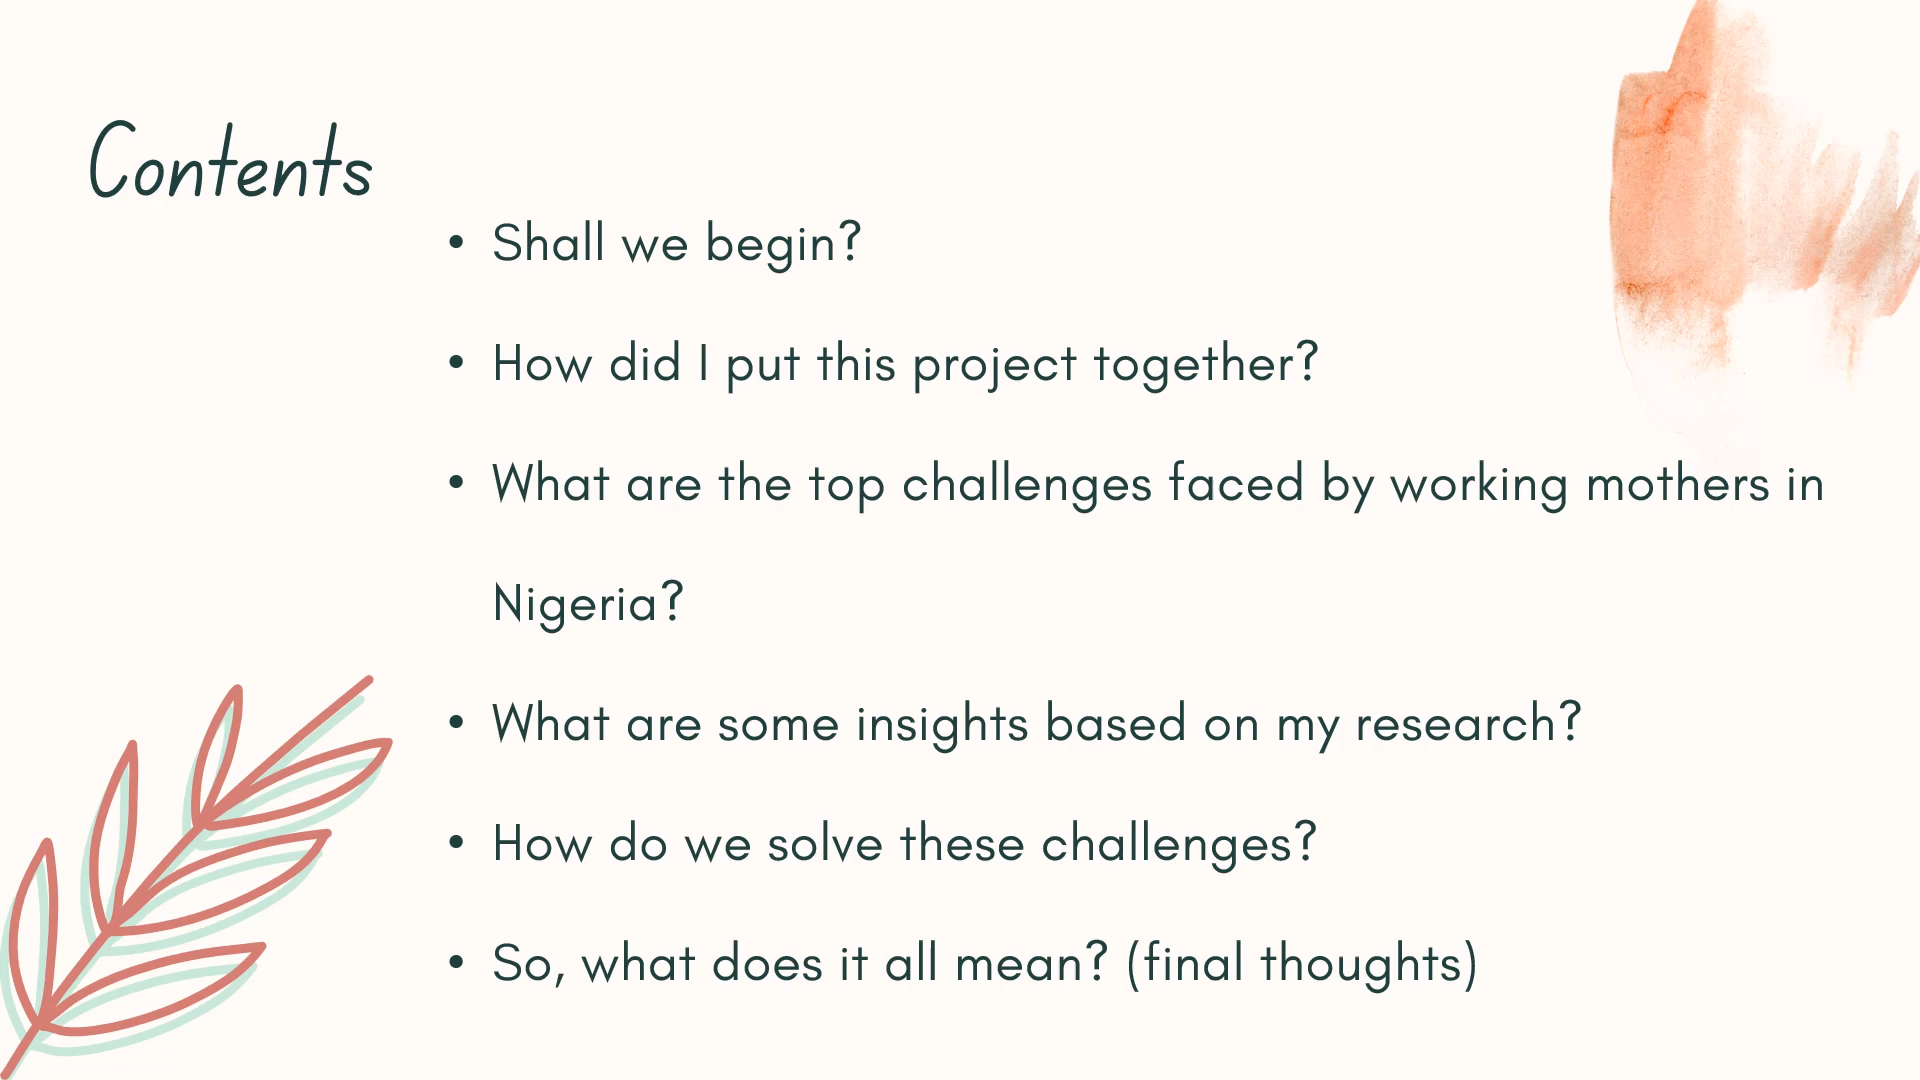 Contents
• Shall we begin?
• How did I put this project together?
• What are the top challenges faced by working mothers in
Nigeria?
• What are some insights based on my research?
• How do we solve these challenges?
• So, what does it all mean? (final thoughts)